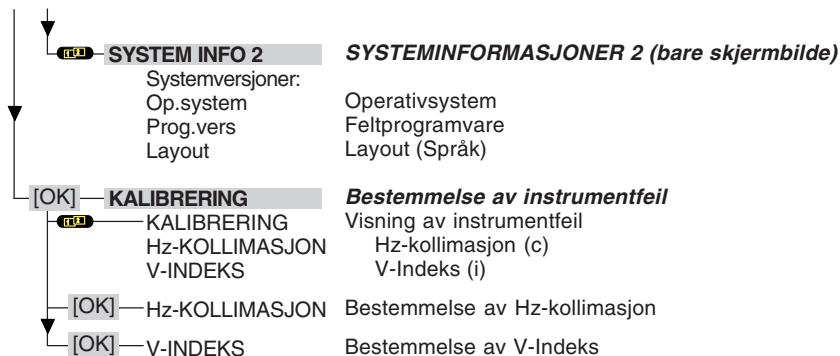 SYSTEM INFO 2 SYSTEMINFORMASJONER 2 (bare skjermbilde)
Systemversjoner:
Op.system Operativsystem
Prog.vers Feltprogramvare
Layout Layout (Språk)
[OK] KALIBRERING Bestemmelse av instrumentfeil
KALIBRERING Visning av instrumentfeil
Hz-KOLLIMASJON Hz-kollimasjon (c)
V-INDEKS V-Indeks (i)
[OK] Hz-KOLLIMASJON Bestemmelse av Hz-kollimasjon
[OK] V-INDEKS Bestemmelse av V-Indeks